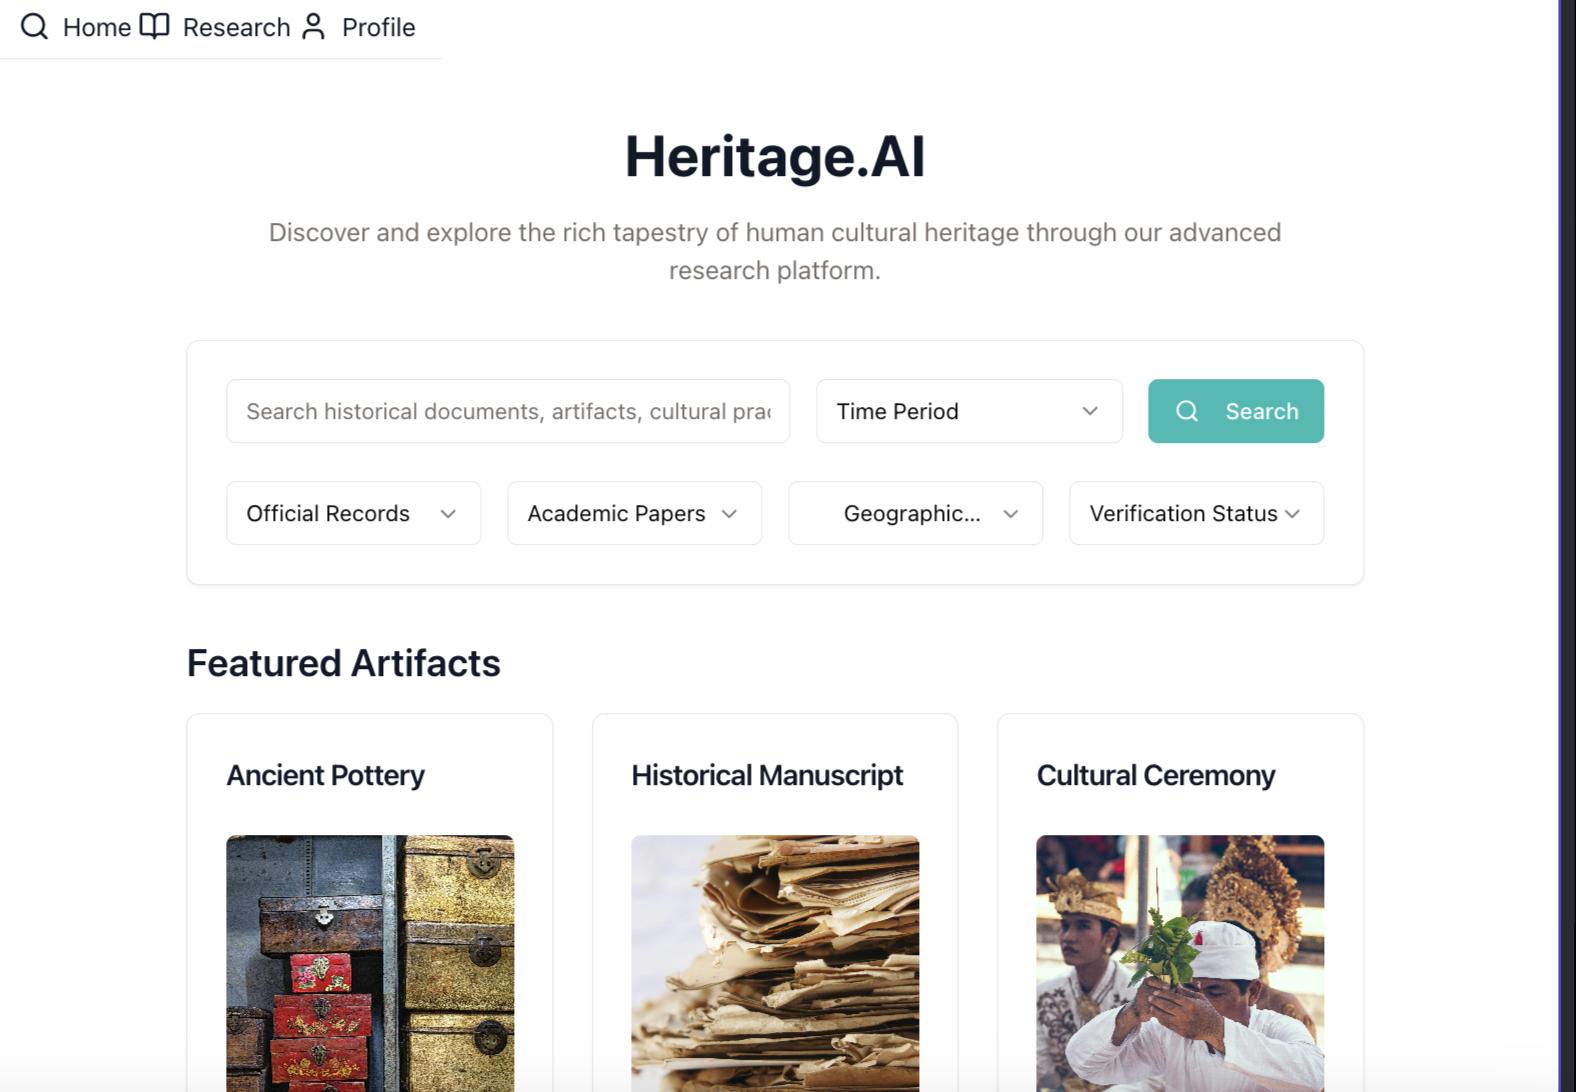 Home Research Profile
Heritage.AI
Discover and explore the rich tapestry of human cultural heritage through our advanced
research platform.
Search historical documents, artifacts, cultural prac
Time Period
Search
Official Records
Academic Papers
Geographic...
Verification Status
Featured Artifacts
Ancient Pottery
Historical Manuscript
Cultural Ceremony